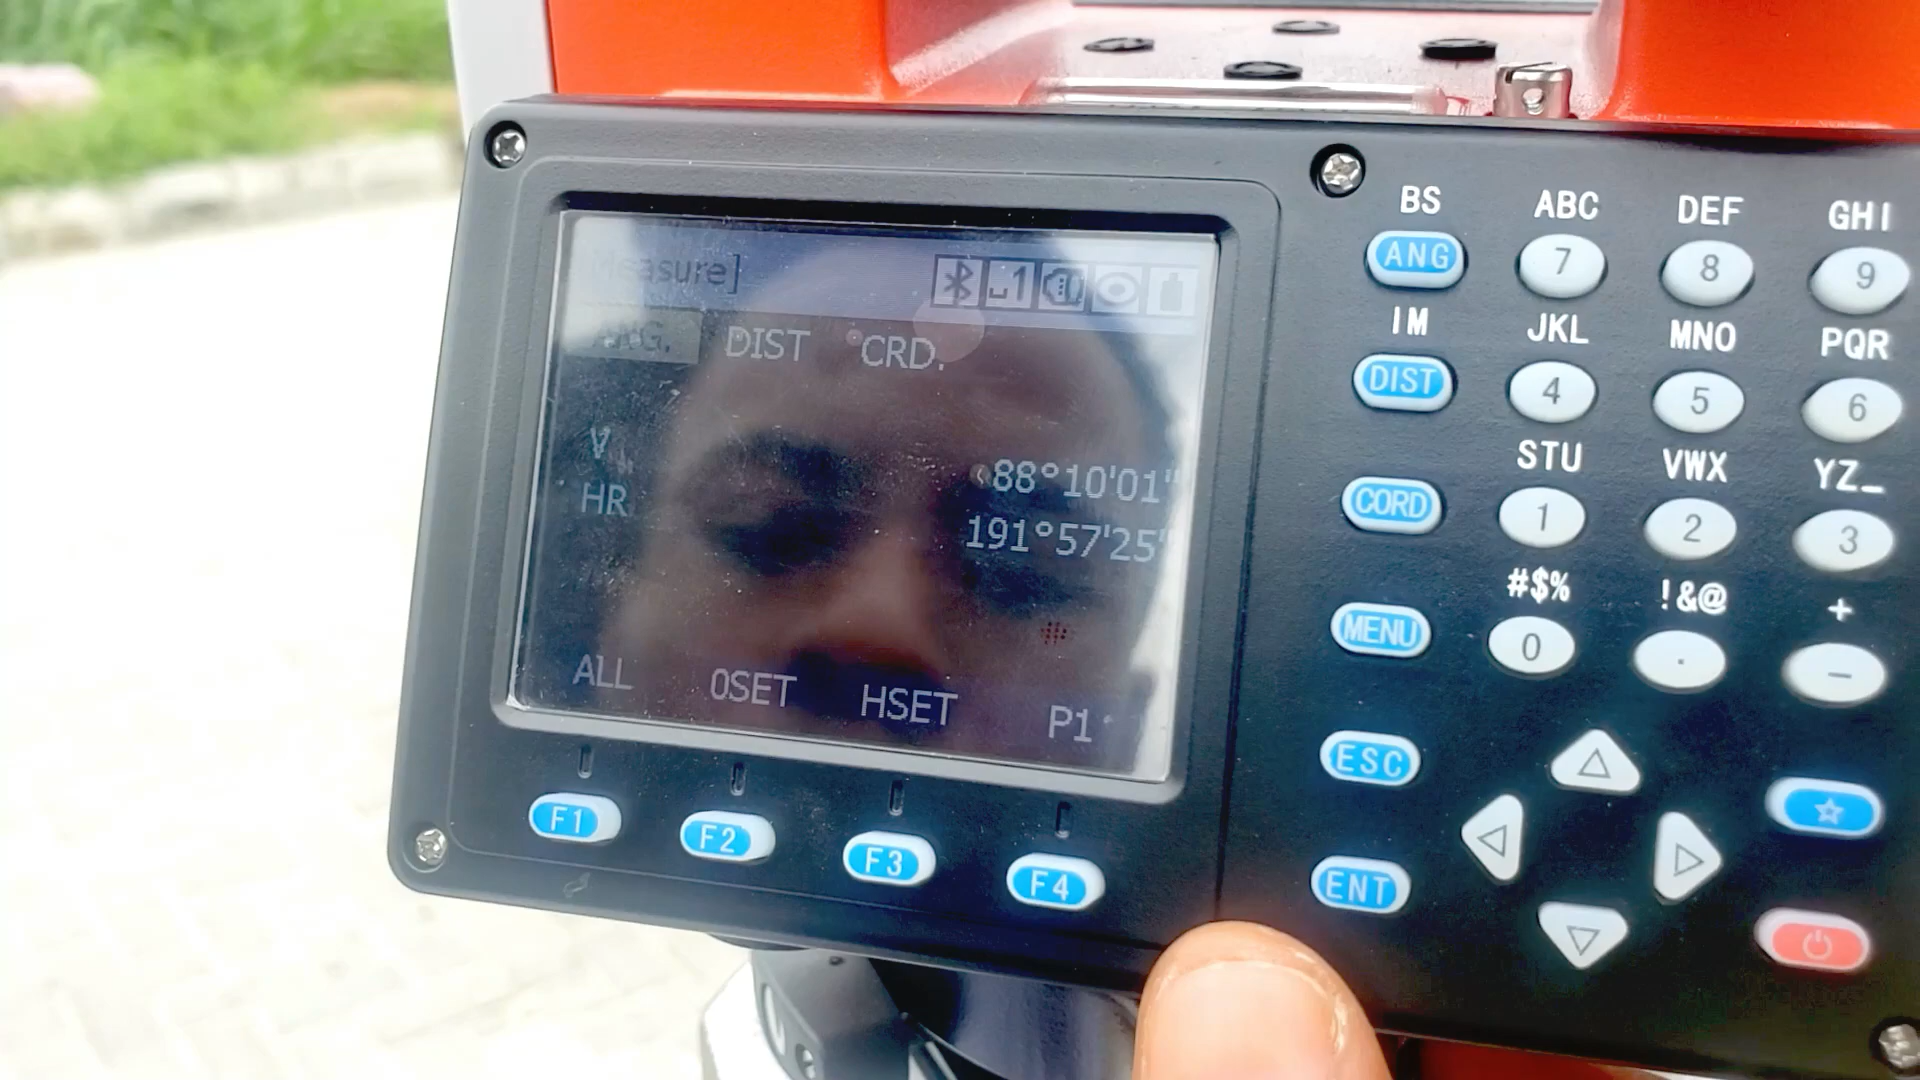 Measure]
ANG. DIST CRD.
V 88°10'01"
HR 191°57'25"
ALL 0SET HSET P1
F1 F2 F3 F4
BS ABC DEF GHI
ANG 7 8 9
IM JKL MNO PQR
DIST 4 5 6
STU VWX YZ_
CORD 1 2 3
#$% !&@ +
MENU 0 . −
ESC
ENT